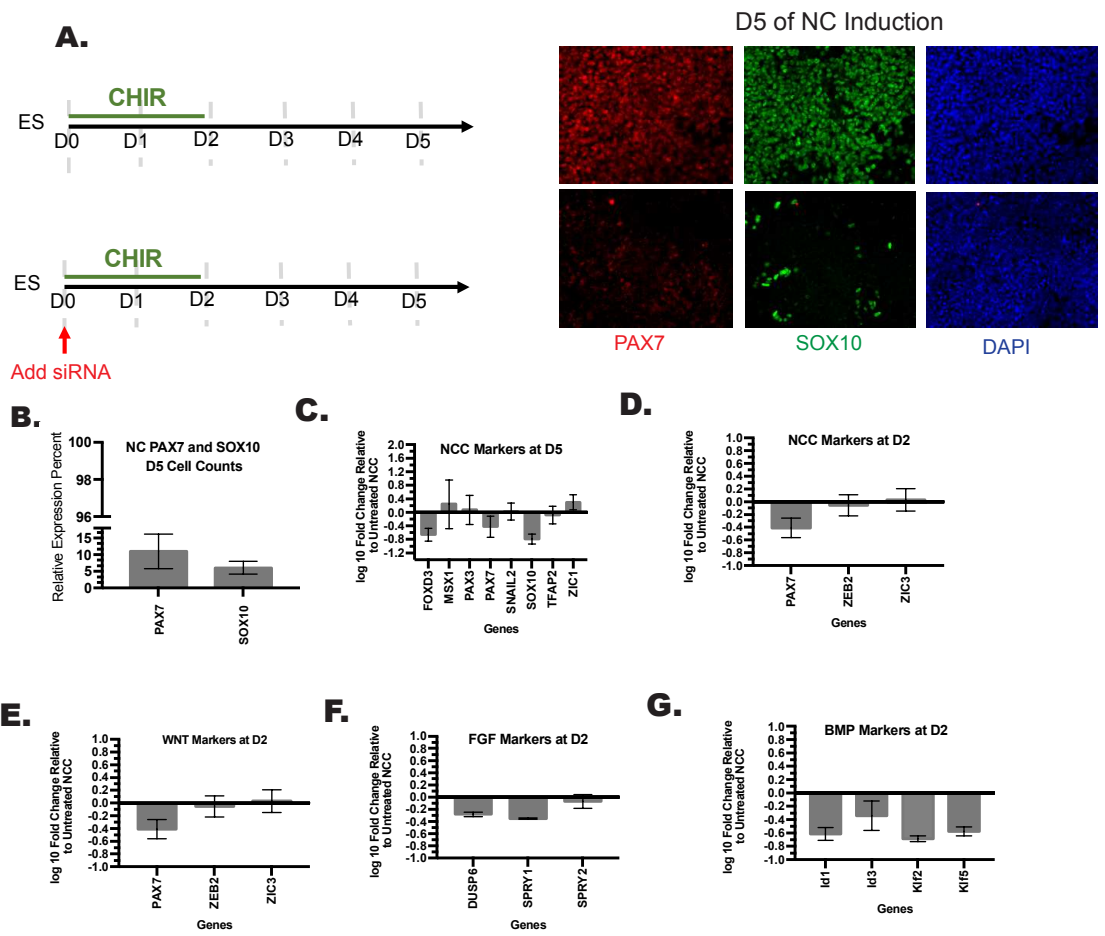 A.
CHIR
ES
D0 D1 D2 D3 D4 D5
CHIR
ES
D0 D1 D2 D3 D4 D5
Add siRNA
D5 of NC Induction
PAX7 SOX10 DAPI
B.
NC PAX7 and SOX10
D5 Cell Counts
Relative Expression Percent
100
98
96
15
10
5
0
PAX7
SOX10
C.
NCC Markers at D5
log 10 Fold Change Relative
to Untreated NCC
2.0
1.6
1.2
0.8
0.4
0.0
-0.4
-0.8
-1.2
FOXD3
MSX1
PAX3
PAX7
SNAIL2
SOX10
TFAP2
ZIC1
Genes
D.
NCC Markers at D2
log 10 Fold Change Relative
to Untreated NCC
1.0
0.8
0.6
0.4
0.2
0.0
-0.2
-0.4
-0.6
-0.8
-1.0
PAX7
ZEB2
ZIC3
Genes
E.
WNT Markers at D2
log 10 Fold Change Relative
to Untreated NCC
1.0
0.8
0.6
0.4
0.2
0.0
-0.2
-0.4
-0.6
-0.8
-1.0
PAX7
ZEB2
ZIC3
Genes
F.
FGF Markers at D2
log 10 Fold Change Relative
to Untreated NCC
1.0
0.8
0.6
0.4
0.2
0.0
-0.2
-0.4
-0.6
-0.8
-1.0
DUSP6
SPRY1
SPRY2
Genes
G.
BMP Markers at D2
log 10 Fold Change Relative
to Untreated NCC
1.0
0.8
0.6
0.4
0.2
0.0
-0.2
-0.4
-0.6
-0.8
-1.0
Id1
Id3
Klf2
Klf5
Genes